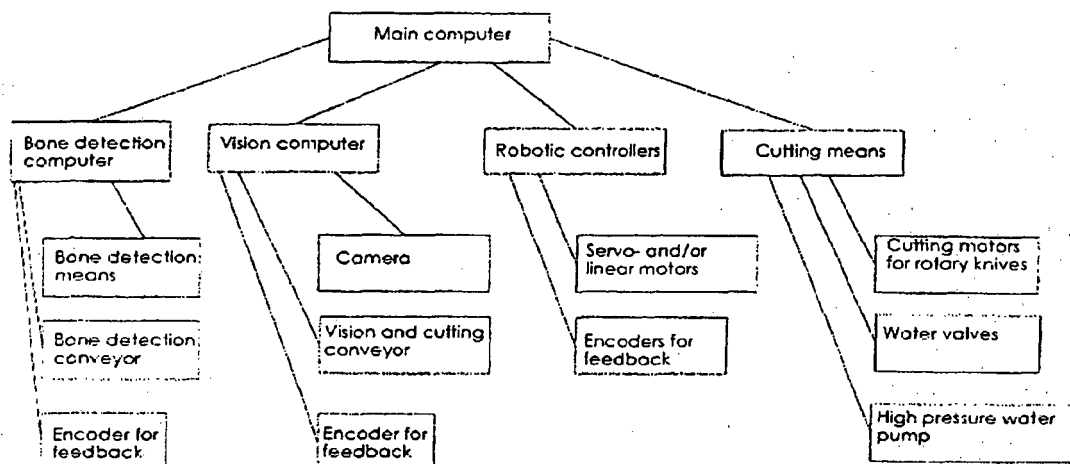 Main computer
Bone detection
computer
Vision computer
Robotic controllers
Cutting means
Bone detection
means
Camera
Servo- and/or
linear motors
Cutting motors
for rotary knives
Bone detection
conveyor
Vision and cutting
conveyor
Encoders for
feedback
Water valves
Encoder for
feedback
Encoder for
feedback
High pressure water
pump